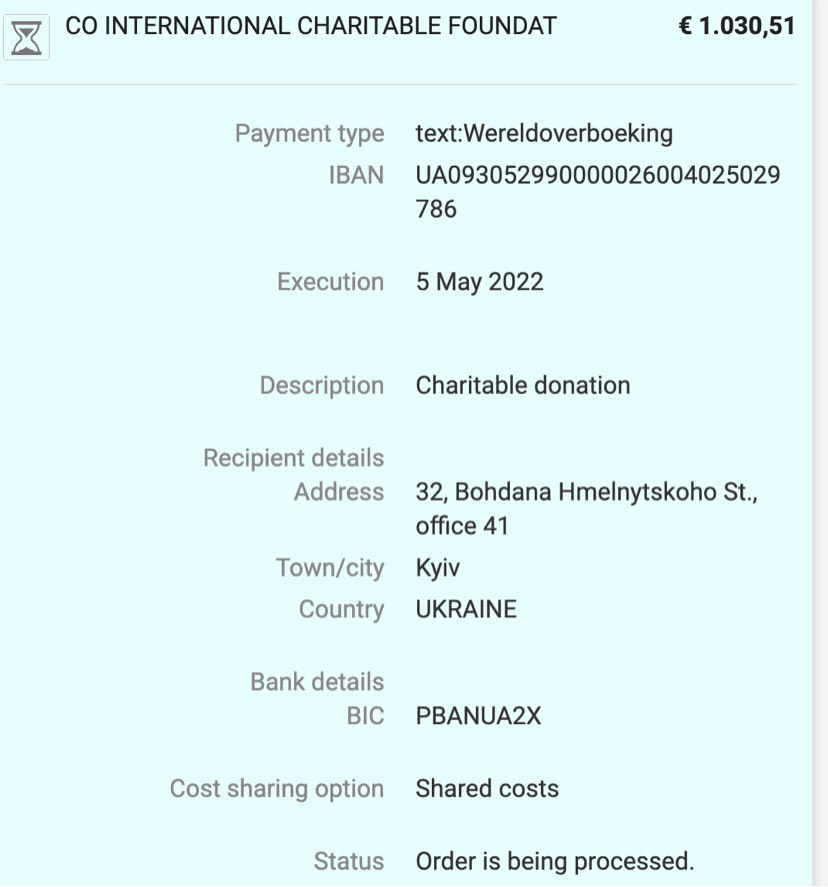 CO INTERNATIONAL CHARITABLE FOUNDAT € 1.030,51
Payment type text:Wereldoverboeking
IBAN UA093052990000026004025029
786
Execution 5 May 2022
Description Charitable donation
Recipient details
Address 32, Bohdana Hmelnytskoho St.,
office 41
Town/city Kyiv
Country UKRAINE
Bank details
BIC PBANUA2X
Cost sharing option Shared costs
Status Order is being processed.